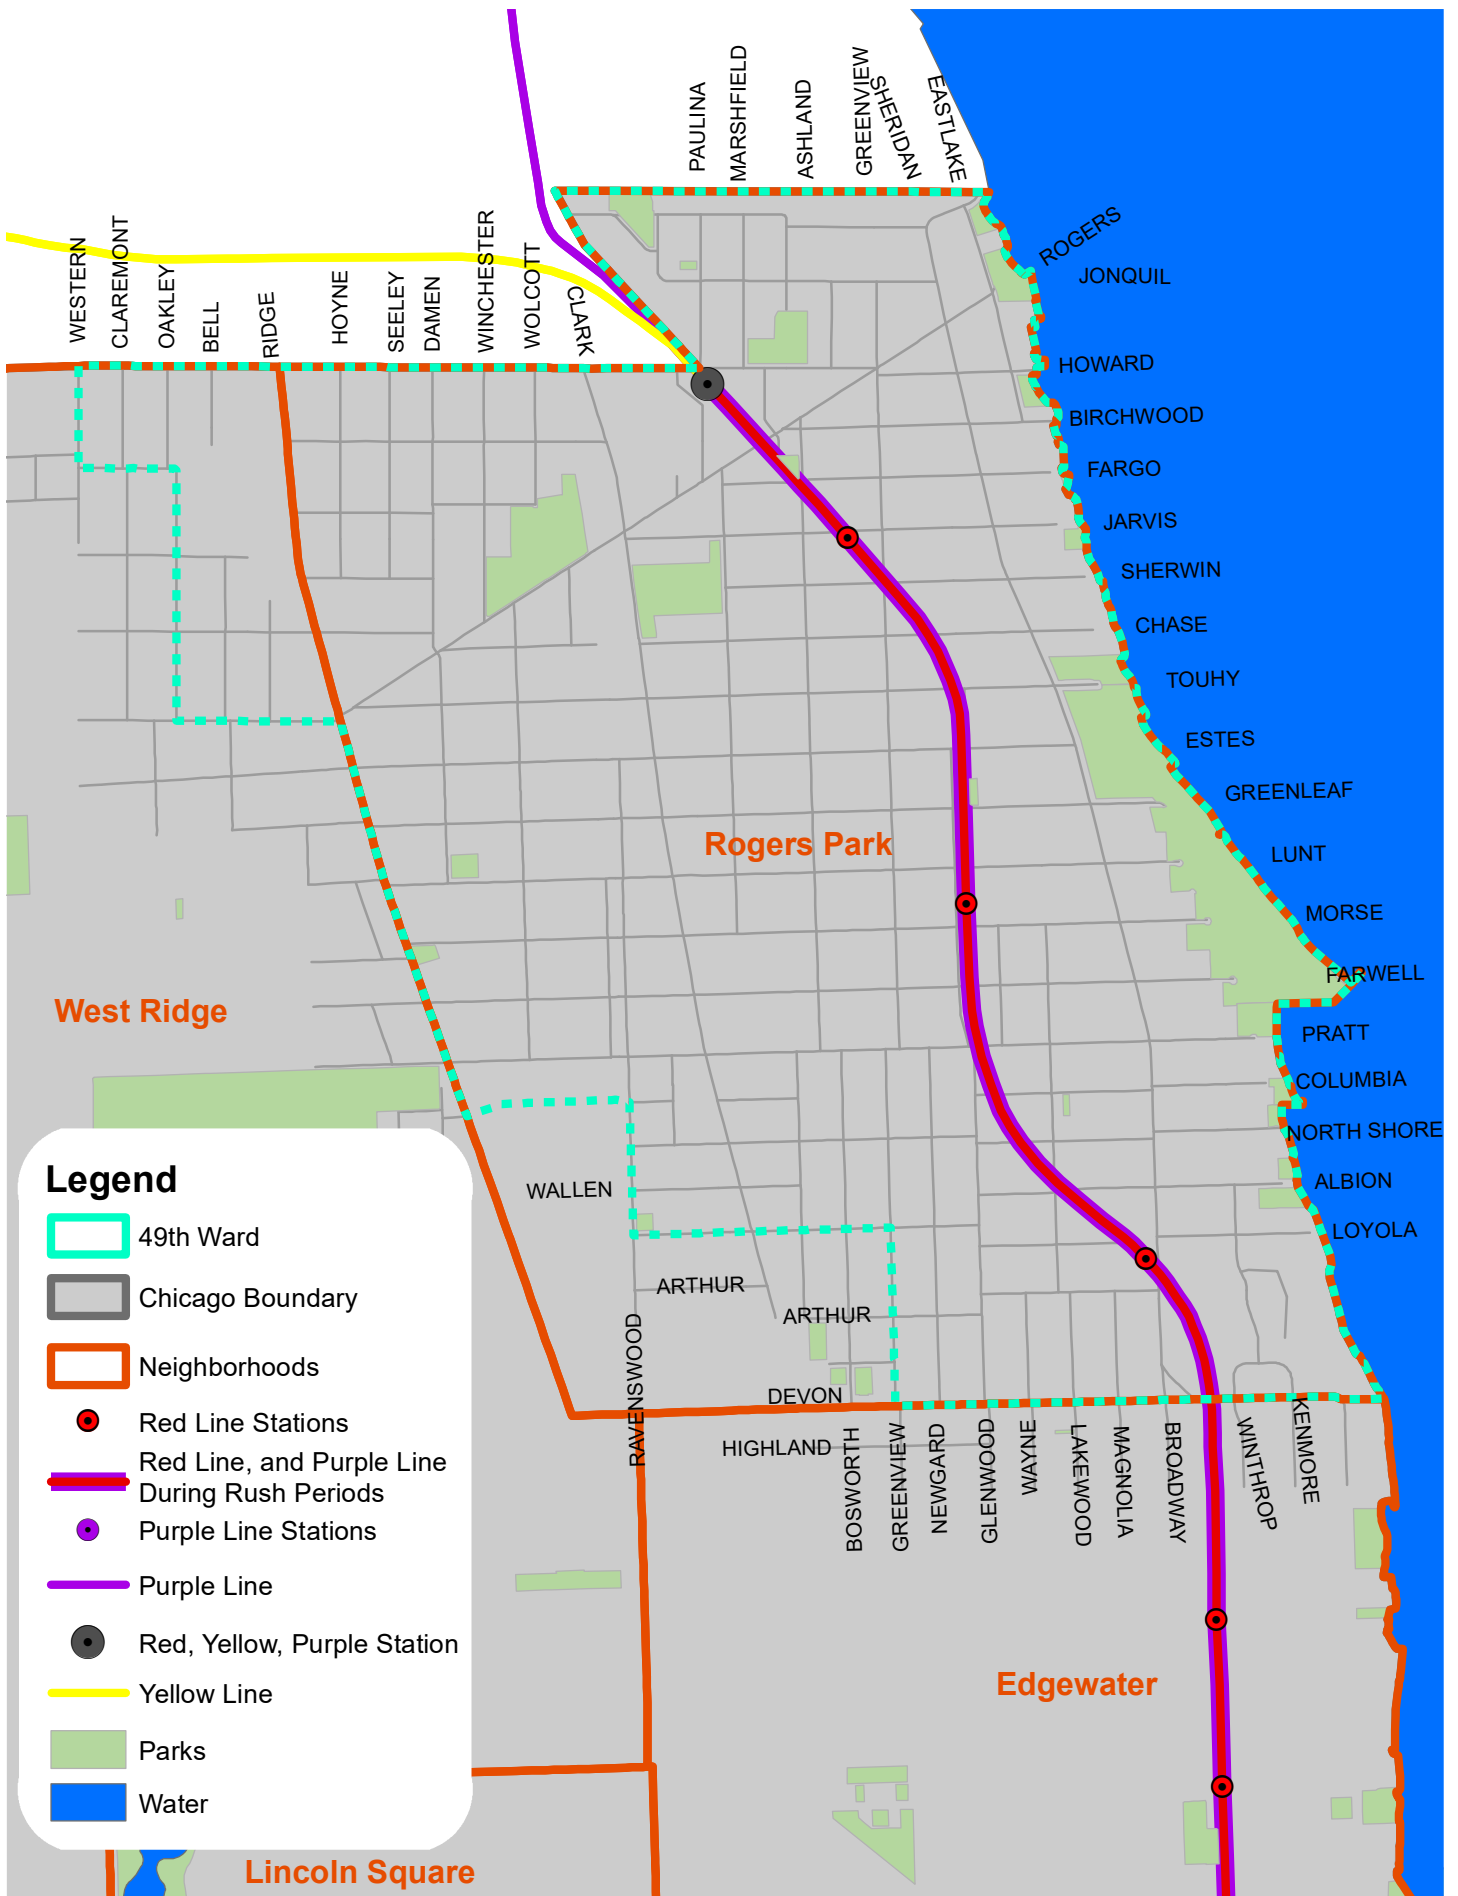 PAULINA
MARSHFIELD
ASHLAND
GREENVIEW
SHERIDAN
EASTLAKE
WESTERN
CLAREMONT
OAKLEY
BELL
RIDGE
HOYNE
SEELEY
DAMEN
WINCHESTER
WOLCOTT
CLARK
ROGERS
JONQUIL
HOWARD
BIRCHWOOD
FARGO
JARVIS
SHERWIN
CHASE
TOUHY
ESTES
GREENLEAF
LUNT
MORSE
FARWELL
PRATT
COLUMBIA
NORTH SHORE
ALBION
LOYOLA
Rogers Park
West Ridge
WALLEN
ARTHUR
ARTHUR
RAVENSWOOD
DEVON
HIGHLAND
BOSWORTH
GREENVIEW
NEWGARD
GLENWOOD
WAYNE
LAKEWOOD
MAGNOLIA
BROADWAY
WINTHROP
KENMORE
Edgewater
Lincoln Square
Legend
49th Ward
Chicago Boundary
Neighborhoods
Red Line Stations
Red Line, and Purple Line
During Rush Periods
Purple Line Stations
Purple Line
Red, Yellow, Purple Station
Yellow Line
Parks
Water